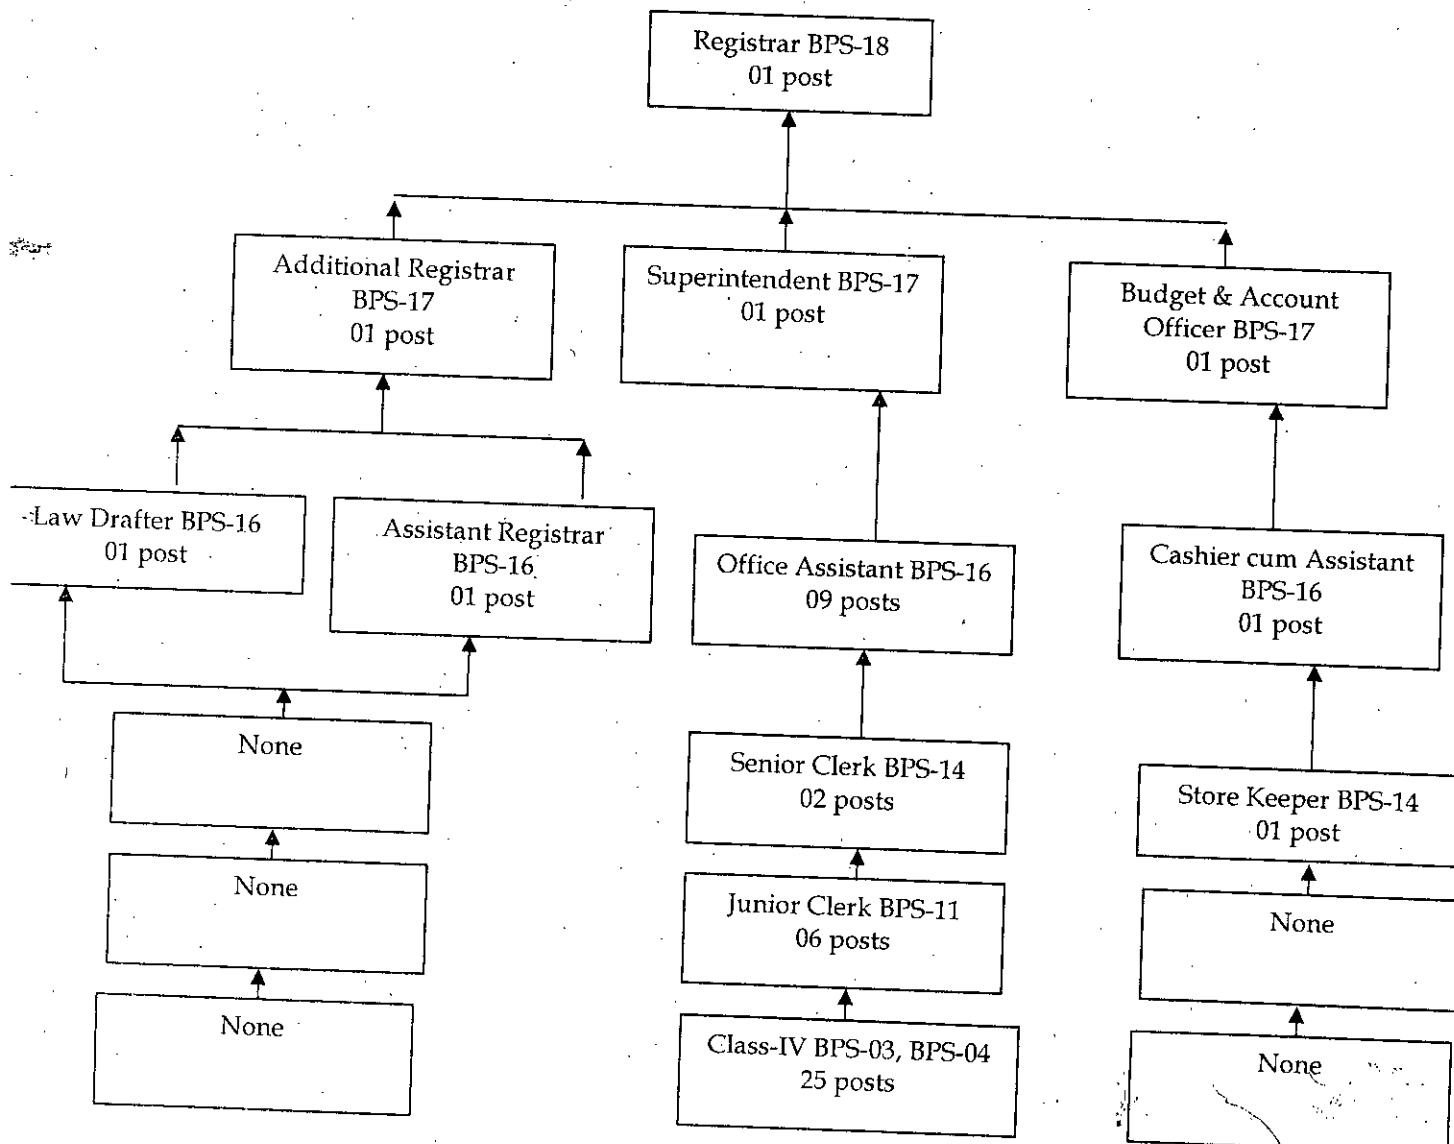 Registrar BPS-18
01 post
Additional Registrar
BPS-17
01 post
Superintendent BPS-17
01 post
Budget & Account
Officer BPS-17
01 post
Law Drafter BPS-16
01 post
Assistant Registrar
BPS-16
01 post
Office Assistant BPS-16
09 posts
Cashier cum Assistant
BPS-16
01 post
None
Senior Clerk BPS-14
02 posts
Store Keeper BPS-14
01 post
None
Junior Clerk BPS-11
06 posts
None
None
Class-IV BPS-03, BPS-04
25 posts
None